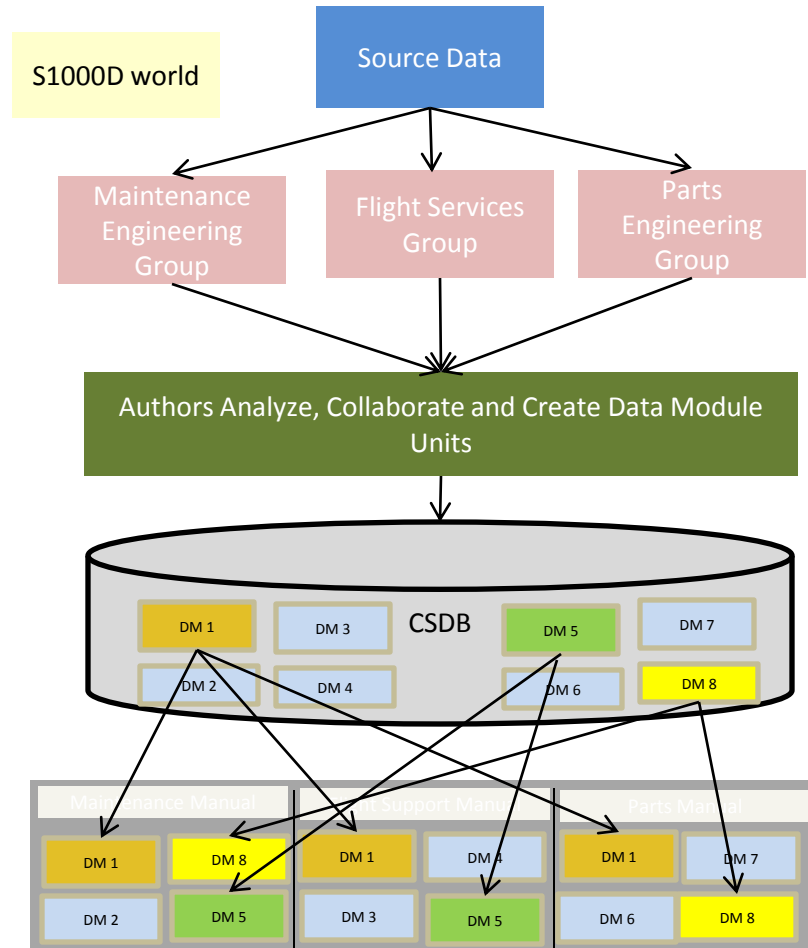 S1000D world
Source Data
Maintenance
Engineering
Group
Flight Services
Group
Parts
Engineering
Group
Authors Analyze, Collaborate and Create Data Module
Units
CSDB
DM 1
DM 3
DM 5
DM 7
DM 2
DM 4
DM 6
DM 8
Maintenance Manual
Support Manual
Parts Manual
DM 1
DM 8
DM 1
DM 4
DM 1
DM 7
DM 2
DM 5
DM 3
DM 5
DM 6
DM 8